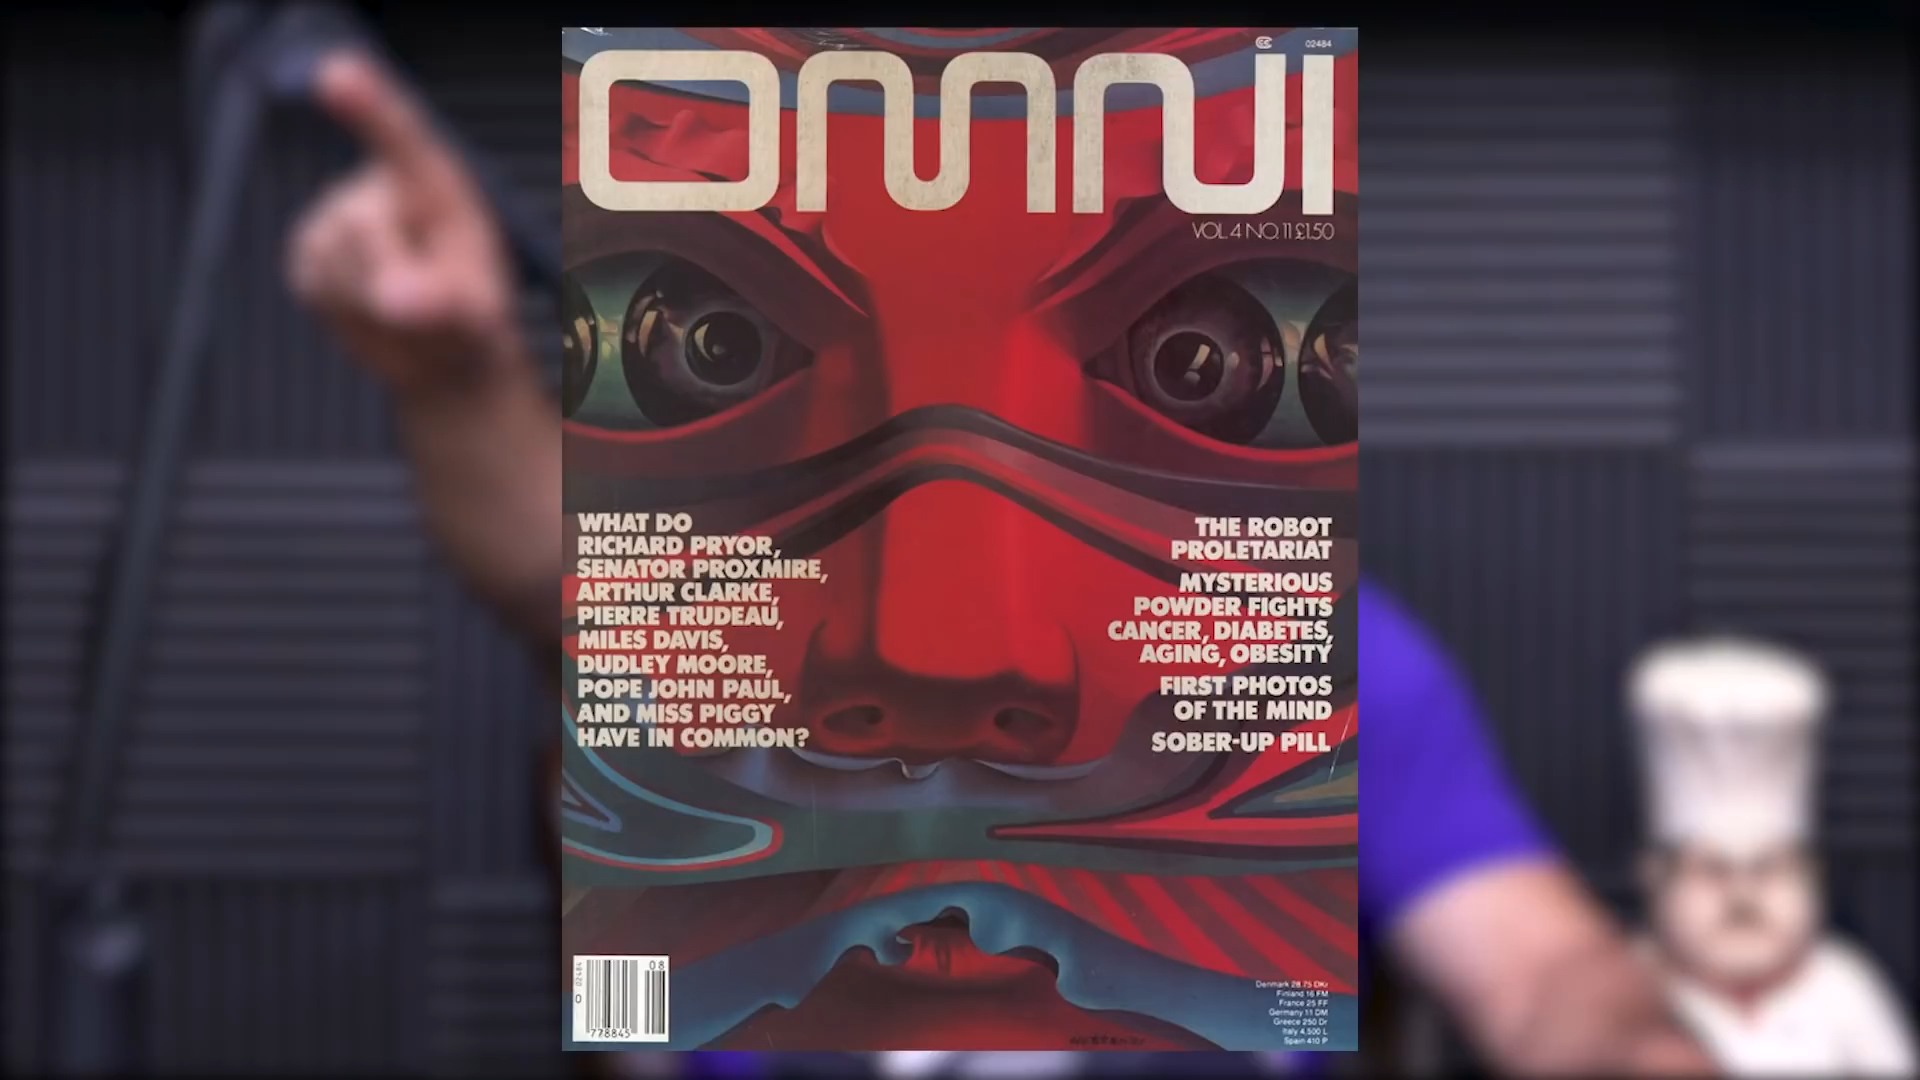 02484
OMNI
VOL. 4 NO. 11 £1.50
WHAT DO
RICHARD PRYOR,
SENATOR PROXMIRE,
ARTHUR CLARKE,
PIERRE TRUDEAU,
MILES DAVIS,
DUDLEY MOORE,
POPE JOHN PAUL,
AND MISS PIGGY
HAVE IN COMMON?
THE ROBOT
PROLETARIAT
MYSTERIOUS
POWDER FIGHTS
CANCER, DIABETES,
AGING, OBESITY
FIRST PHOTOS
OF THE MIND
SOBER-UP PILL
08
02484
0
778845
Denmark 28.75 DKr
Finland 16 FM
France 25 FF
Germany 11 DM
Greece 250 Dr
Italy 4,500 L
Spain 410 P